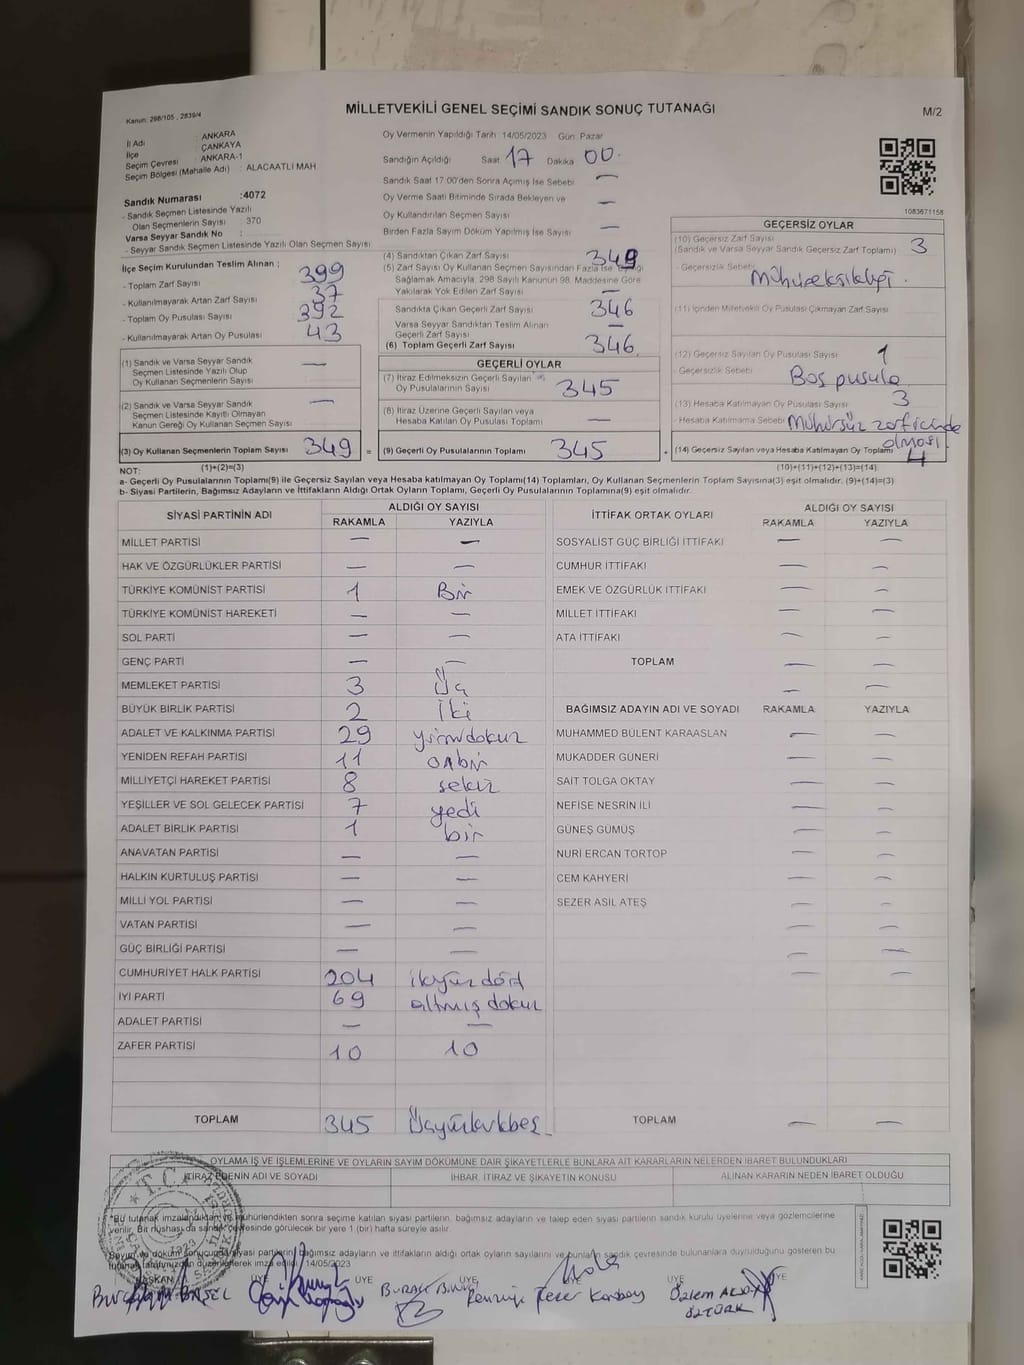 Kanun: 298/105 , 2839/4
MİLLETVEKİLİ GENEL SEÇİMİ SANDIK SONUÇ TUTANAĞI
M/2
İl Adı : ANKARA
İlçe : ÇANKAYA
Seçim Çevresi : ANKARA-1
Seçim Bölgesi (Mahalle Adı) : ALACAATLI MAH
Sandık Numarası :4072
- Sandık Seçmen Listesinde Yazılı
Olan Seçmenlerin Sayısı : 370
Varsa Seyyar Sandık No :
- Seyyar Sandık Seçmen Listesinde Yazılı Olan Seçmen Sayısı :
İlçe Seçim Kurulundan Teslim Alınan ;
- Toplam Zarf Sayısı : 399
- Kullanılmayarak Artan Zarf Sayısı : 37
- Toplam Oy Pusulası Sayısı : 392
- Kullanılmayarak Artan Oy Pusulası : 43
(1) Sandık ve Varsa Seyyar Sandık
Seçmen Listesinde Yazılı Olup
Oy Kullanan Seçmenlerin Sayısı —
(2) Sandık ve Varsa Seyyar Sandık
Seçmen Listesinde Kayıtlı Olmayan
Kanun Gereği Oy Kullanan Seçmen Sayısı —
(3) Oy Kullanan Seçmenlerin Toplam Sayısı 349 =
Oy Vermenin Yapıldığı Tarih 14/05/2023 Gün: Pazar
Sandığın Açıldığı Saat 17 Dakika 00.
Sandık Saat 17:00'den Sonra Açılmış İse Sebebi —
Oy Verme Saati Bitiminde Sırada Bekleyen ve
Oy Kullandırılan Seçmen Sayısı —
Birden Fazla Sayım Döküm Yapılmış İse Sayısı —
(4) Sandıktan Çıkan Zarf Sayısı 349
(5) Zarf Sayısı Oy Kullanan Seçmen Sayısından Fazla İse Eşitliği
Sağlamak Amacıyla, 298 Sayılı Kanunun 98. Maddesine Göre
Yakılarak Yok Edilen Zarf Sayısı —
Sandıkta Çıkan Geçerli Zarf Sayısı 346
Varsa Seyyar Sandıktan Teslim Alınan
Geçerli Zarf Sayısı —
(6) Toplam Geçerli Zarf Sayısı 346
GEÇERLİ OYLAR
(7) İtiraz Edilmeksizin Geçerli Sayılan
Oy Pusulalarının Sayısı 345
(8) İtiraz Üzerine Geçerli Sayılan veya
Hesaba Katılan Oy Pusulası Toplamı —
(9) Geçerli Oy Pusulalarının Toplamı 345
1083671158
GEÇERSİZ OYLAR
(10) Geçersiz Zarf Sayısı
(Sandık ve Varsa Seyyar Sandık Geçersiz Zarf Toplamı) 3
- Geçersizlik Sebebi
(11) İçinden Milletvekili Oy Pusulası Çıkmayan Zarf Sayısı
(12) Geçersiz Sayılan Oy Pusulası Sayısı 1
- Geçersizlik Sebebi Boş pusula
(13) Hesaba Katılmayan Oy Pusulası Sayısı 3
- Hesaba Katılmama Sebebi Mühürsüz zarf içinde
olması
(14) Geçersiz Sayılan veya Hesaba Katılmayan Oy Toplamı 4
NOT: (1)+(2)=(3) (10)+(11)+(12)+(13)=(14)
a- Geçerli Oy Pusulalarının Toplamı(9) ile Geçersiz Sayılan veya Hesaba katılmayan Oy Toplamı(14) Toplamları, Oy Kullanan Seçmenlerin Toplam Sayısına(3) eşit olmalıdır. (9)+(14)=(3)
b- Siyasi Partilerin, Bağımsız Adayların ve İttifakların Aldığı Ortak Oyların Toplamı, Geçerli Oy Pusulalarının Toplamına(9) eşit olmalıdır.
SİYASİ PARTİNİN ADI ALDIĞI OY SAYISI
RAKAMLA YAZIYLA
MİLLET PARTİSİ — —
HAK VE ÖZGÜRLÜKLER PARTİSİ — —
TÜRKİYE KOMÜNİST PARTİSİ 1 Bir
TÜRKİYE KOMÜNİST HAREKETİ — —
SOL PARTİ — —
GENÇ PARTİ — —
MEMLEKET PARTİSİ 3 Üç
BÜYÜK BİRLİK PARTİSİ 2 İki
ADALET VE KALKINMA PARTİSİ 29 yirmidokuz
YENİDEN REFAH PARTİSİ 11 onbir
MİLLİYETÇİ HAREKET PARTİSİ 8 sekiz
YEŞİLLER VE SOL GELECEK PARTİSİ 7 yedi
ADALET BİRLİK PARTİSİ 1 bir
ANAVATAN PARTİSİ — —
HALKIN KURTULUŞ PARTİSİ — —
MİLLİ YOL PARTİSİ — —
VATAN PARTİSİ — —
GÜÇ BİRLİĞİ PARTİSİ — —
CUMHURİYET HALK PARTİSİ 204 ikiyüzdört
İYİ PARTİ 69 altmışdokuz
ADALET PARTİSİ — —
ZAFER PARTİSİ 10 10
TOPLAM 345 Üçyüzkırkbeş
İTTİFAK ORTAK OYLARI ALDIĞI OY SAYISI
RAKAMLA YAZIYLA
SOSYALİST GÜÇ BİRLİĞİ İTTİFAKI — —
CUMHUR İTTİFAKI — —
EMEK VE ÖZGÜRLÜK İTTİFAKI — —
MİLLET İTTİFAKI — —
ATA İTTİFAKI — —
TOPLAM — —
BAĞIMSIZ ADAYIN ADI VE SOYADI RAKAMLA YAZIYLA
MUHAMMED BÜLENT KARAASLAN — —
MUKADDER GÜNERİ — —
SAİT TOLGA OKTAY — —
NEFİSE NESRİN İLİ — —
GÜNEŞ GÜMÜŞ — —
NURİ ERCAN TORTOP — —
CEM KAHYERİ — —
SEZER ASIL ATEŞ — —
TOPLAM — —
OYLAMA İŞ VE İŞLEMLERİNE VE OYLARIN SAYIM DÖKÜMÜNE DAİR ŞİKAYETLERLE BUNLARA AİT KARARLARIN NELERDEN İBARET BULUNDUKLARI
İTİRAZ EDENİN ADI VE SOYADI İHBAR, İTİRAZ VE ŞİKAYETİN KONUSU ALINAN KARARIN NEDEN İBARET OLDUĞU
*Bu tutanak imzalandıktan ve mühürlendikten sonra seçime katılan siyasi partilerin, bağımsız adayların ve talep eden siyasi partilerin sandık kurulu üyelerine veya gözlemcilerine
verilir. Bir nüshası da sandık çevresinde görülecek bir yere 1 (bir) hafta süreyle asılır.
Sayım ve döküm sonucunda siyasi partilerin, bağımsız adayların ve ittifakların aldığı ortak oyların sayılarını ve bunların sandık çevresinde bulunanlara duyurulduğunu gösteren bu
tutanak tarafımızdan düzenlenerek imza edildi. 14/05/2023
BAŞKAN ÜYE ÜYE ÜYE ÜYE ÜYE
T.C.
1923
BURAK
Özlem
ÖZTÜRK